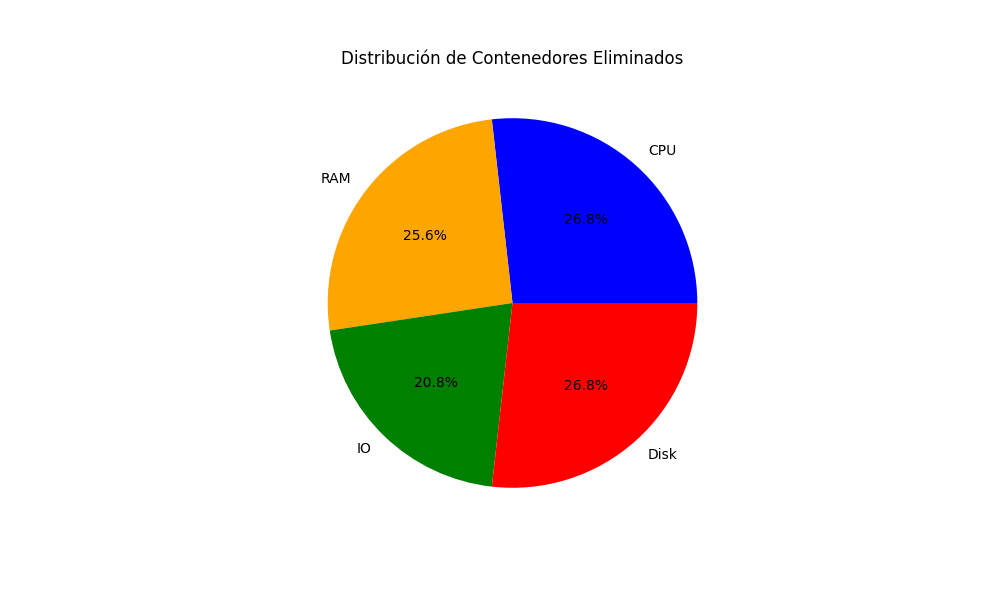 Distribución de Contenedores Eliminados
CPU
26.8%
RAM
25.6%
IO
20.8%
Disk
26.8%